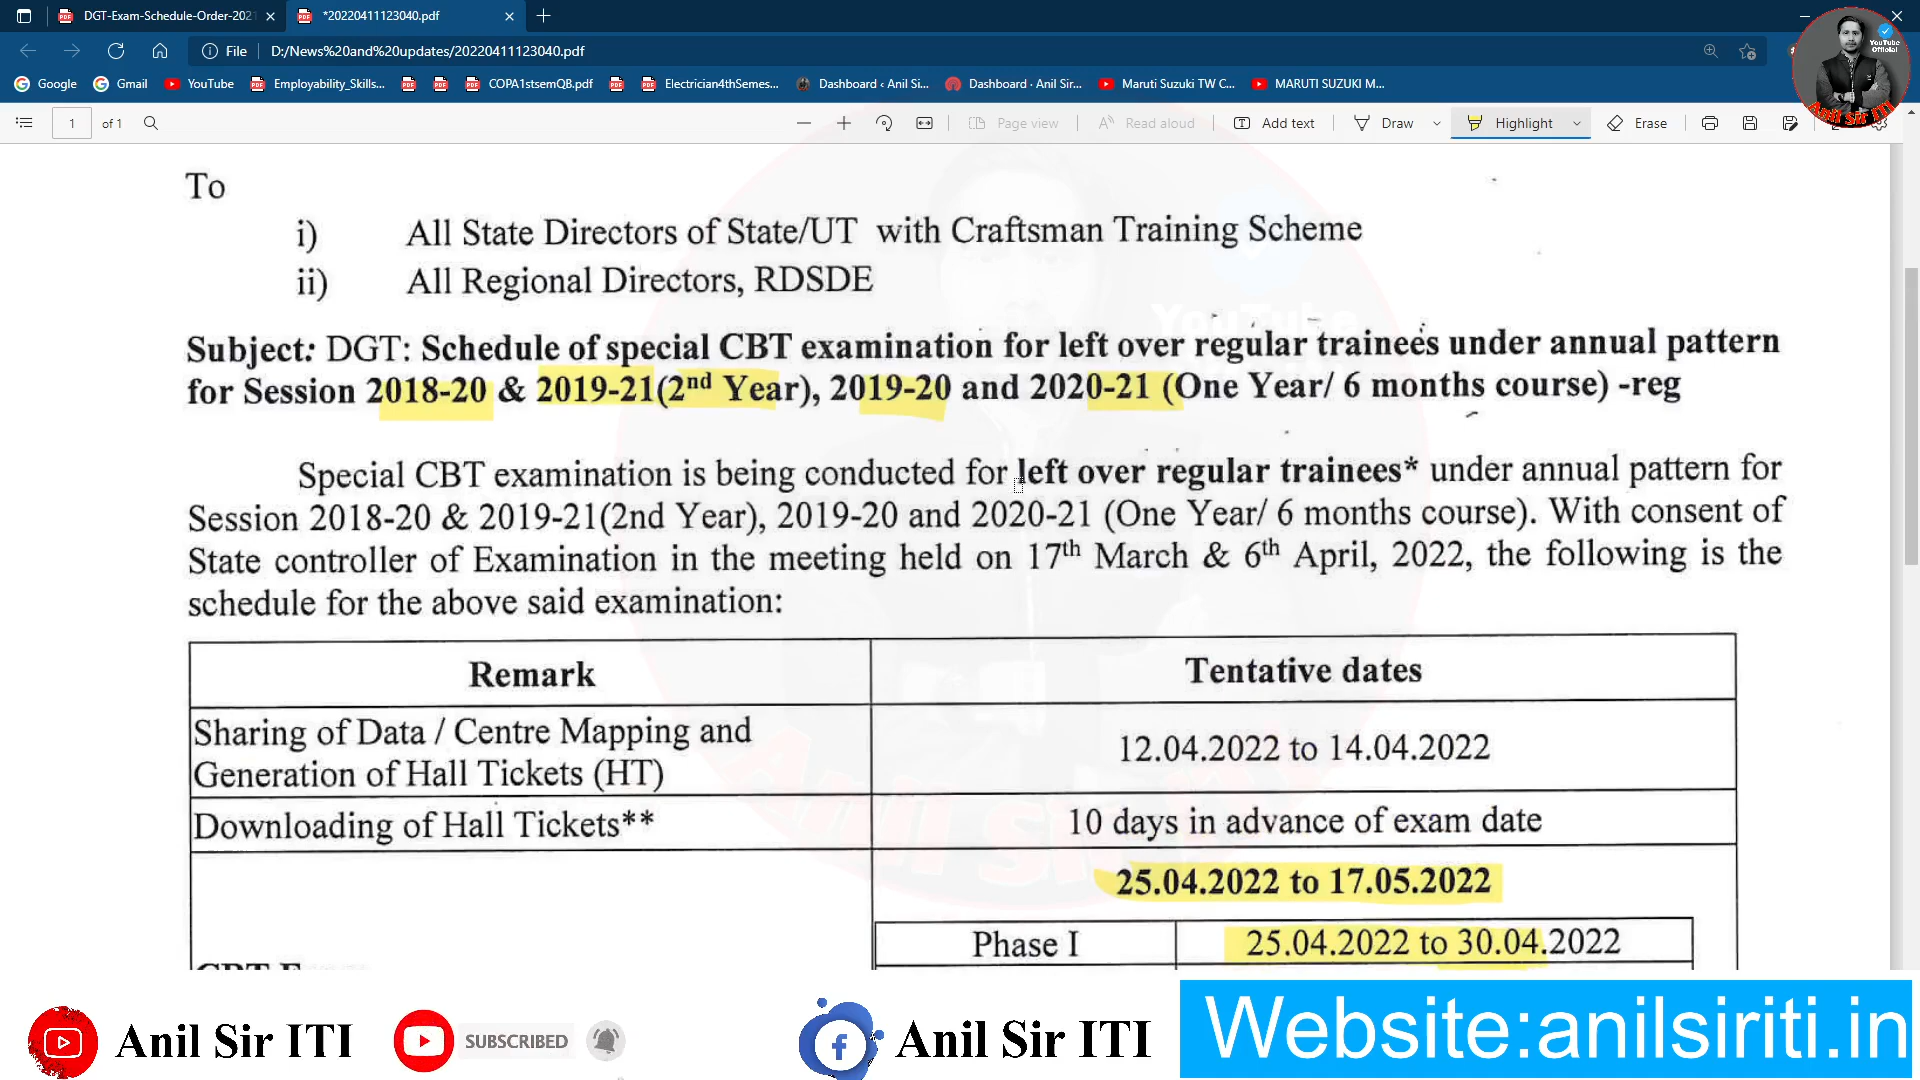 DGT-Exam-Schedule-Order-2021
*20220411123040.pdf
File D:/News%20and%20updates/20220411123040.pdf
Google Gmail YouTube Employability_Skills... COPA1stsemQB.pdf Electrician4thSemes... Dashboard ‹ Anil Si... Dashboard · Anil Sir... Maruti Suzuki TW C... MARUTI SUZUKI M...
YouTube
Official
Anil Sir ITI
1 of 1 Page view Read aloud Add text Draw Highlight Erase
To
i) All State Directors of State/UT with Craftsman Training Scheme
ii) All Regional Directors, RDSDE
Subject: DGT: Schedule of special CBT examination for left over regular trainees under annual pattern
for Session 2018-20 & 2019-21(2nd Year), 2019-20 and 2020-21 (One Year/ 6 months course) -reg
Special CBT examination is being conducted for left over regular trainees* under annual pattern for
Session 2018-20 & 2019-21(2nd Year), 2019-20 and 2020-21 (One Year/ 6 months course). With consent of
State controller of Examination in the meeting held on 17th March & 6th April, 2022, the following is the
schedule for the above said examination:
Remark Tentative dates
Sharing of Data / Centre Mapping and
Generation of Hall Tickets (HT) 12.04.2022 to 14.04.2022
Downloading of Hall Tickets** 10 days in advance of exam date
25.04.2022 to 17.05.2022
Phase I 25.04.2022 to 30.04.2022
Anil Sir ITI SUBSCRIBED Anil Sir ITI Website:anilsiriti.in